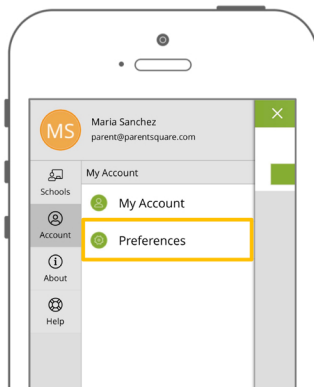 MS
Maria Sanchez
parent@parentsquare.com
Schools
Account
About
Help
My Account
My Account
Preferences